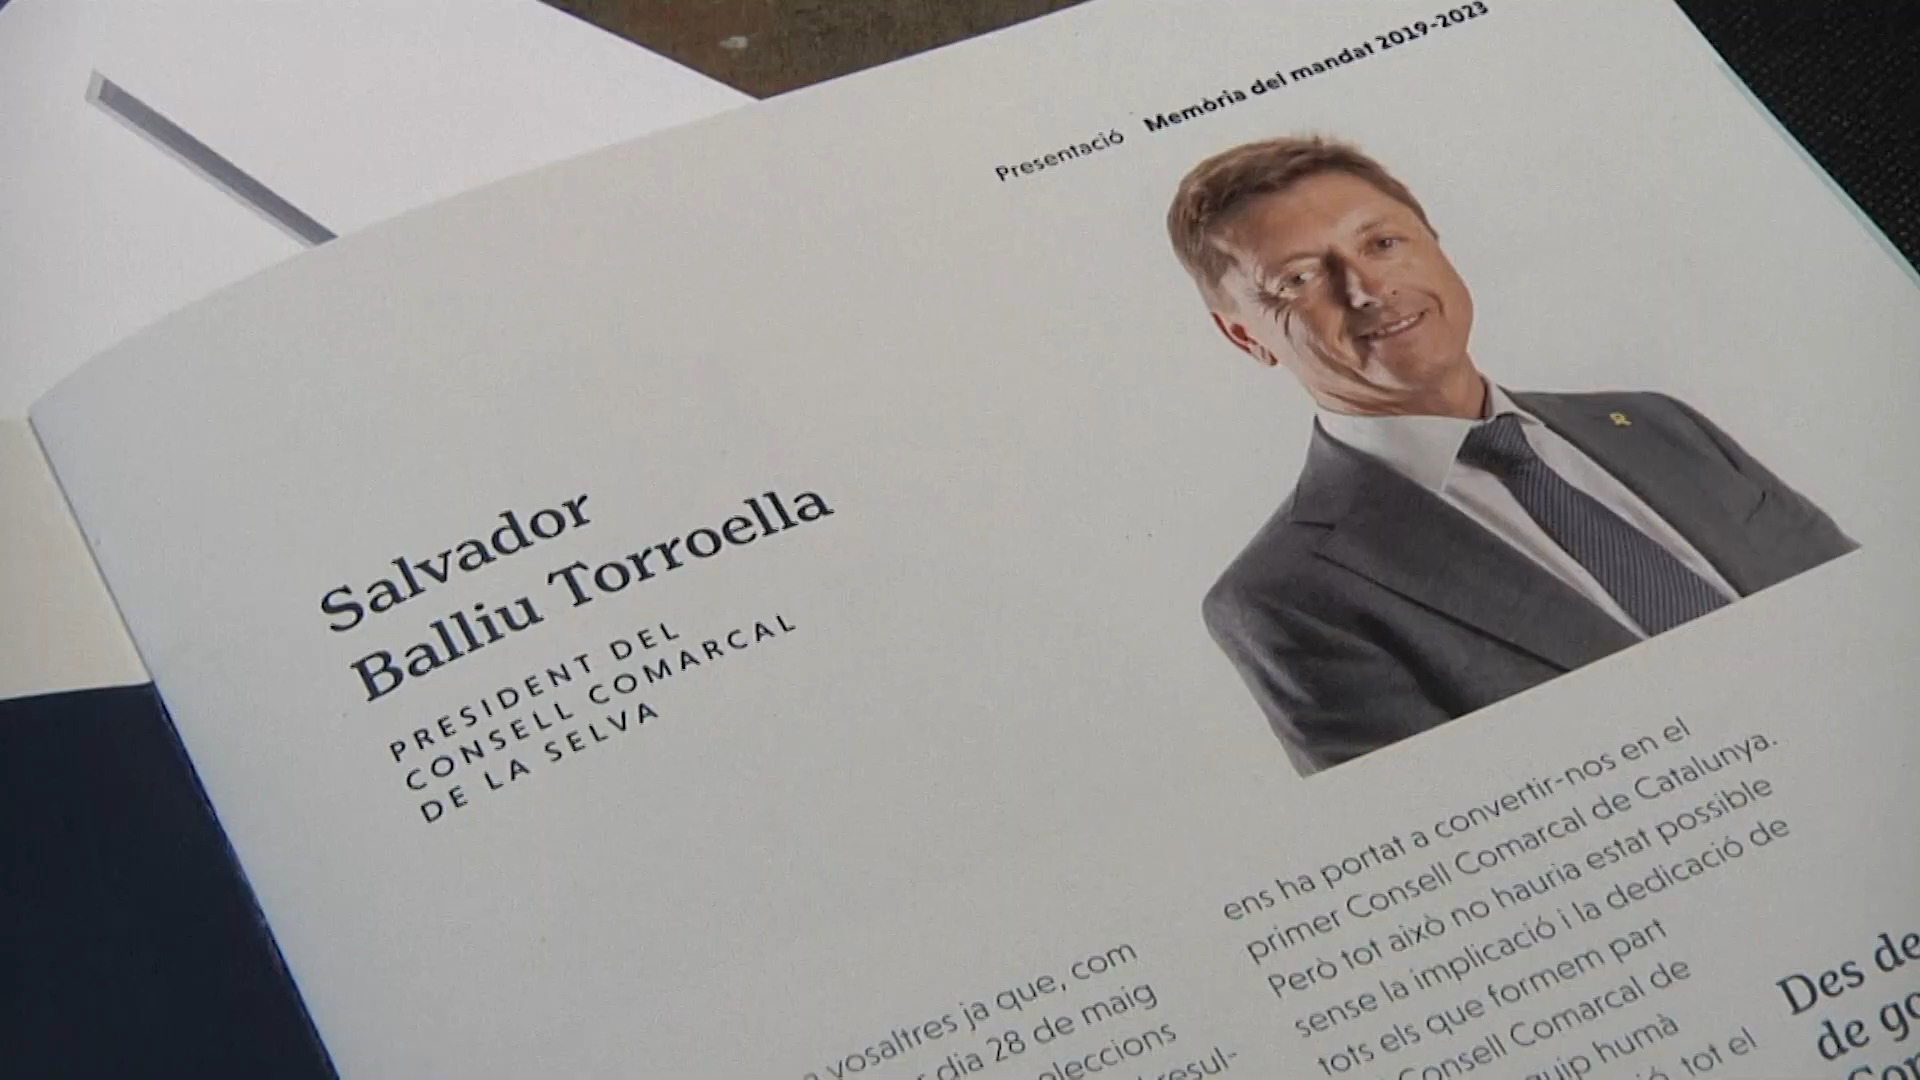 Presentació Memòria del mandat 2019-2023
Salvador
Balliu Torroella
PRESIDENT DEL
CONSELL COMARCAL
DE LA SELVA
vosaltres ja que, com
dia 28 de maig
eleccions
resul-
ens ha portat a convertir-nos en el
primer Consell Comarcal de Catalunya.
Però tot això no hauria estat possible
sense la implicació i la dedicació de
tots els que formem part
Consell Comarcal de
humà
tot el
Des de
de